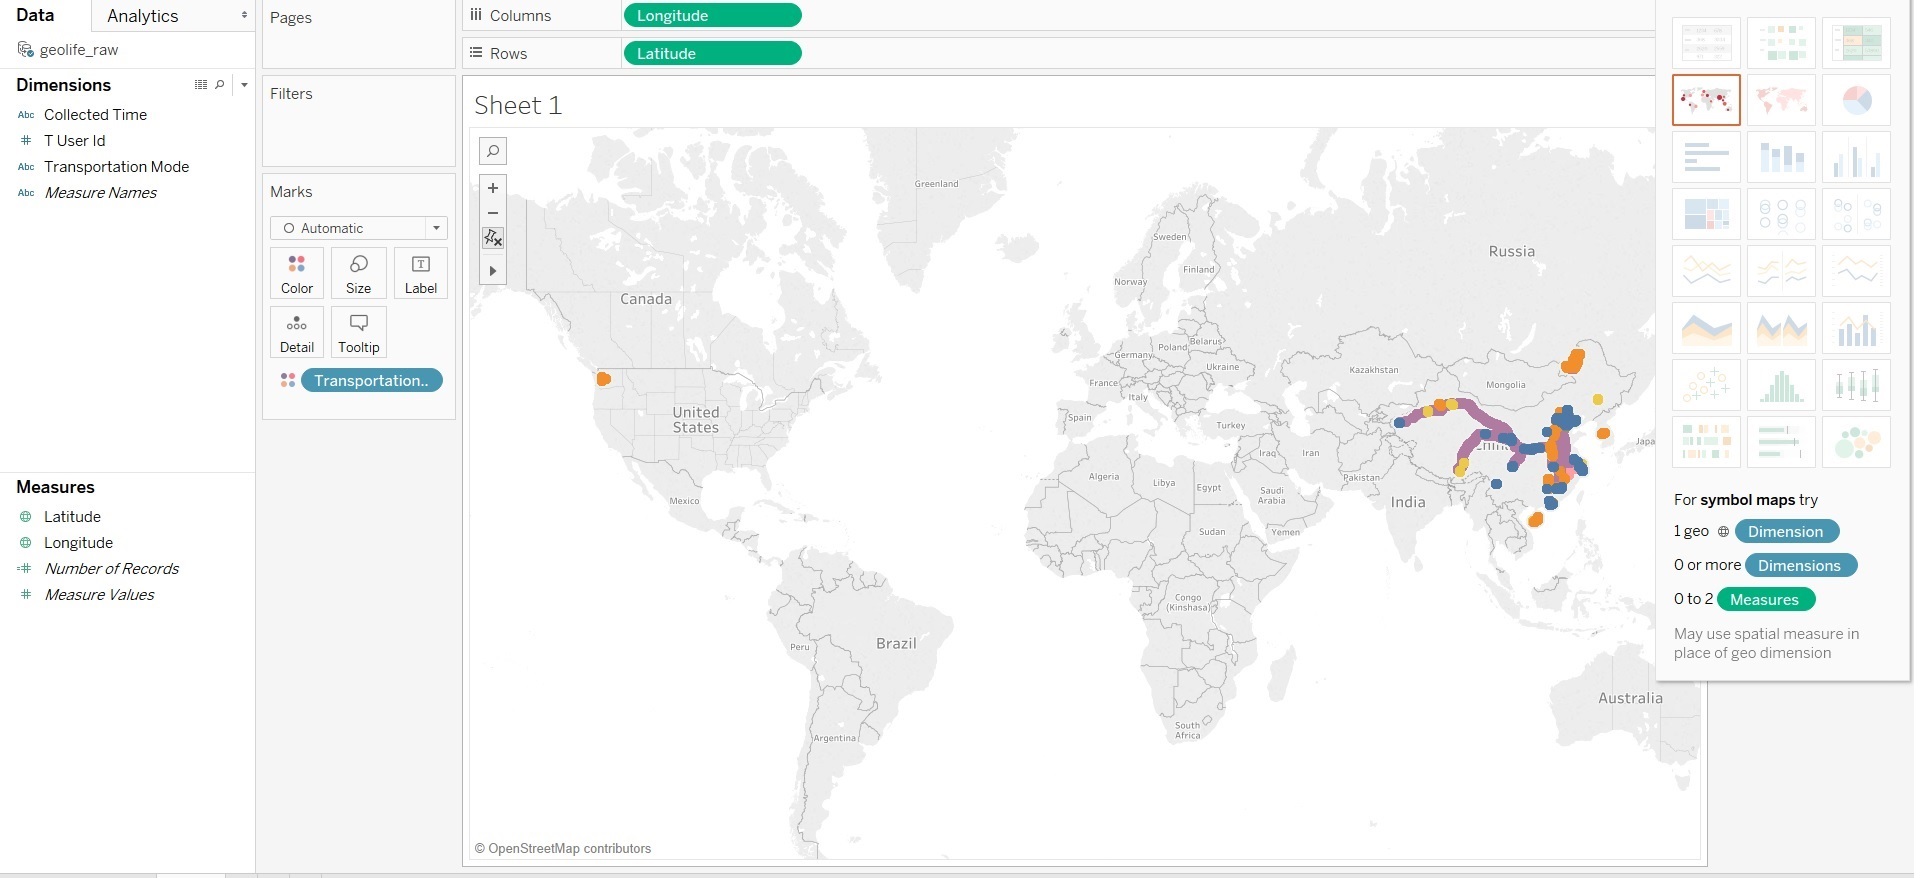 Data
Analytics
geolife_raw
Dimensions
Abc Collected Time
# T User Id
Abc Transportation Mode
Abc Measure Names
Measures
Latitude
Longitude
=# Number of Records
# Measure Values
Pages
Filters
Marks
Automatic
Color
Size
Label
Detail
Tooltip
Transportation..
Columns
Longitude
Rows
Latitude
Sheet 1
Greenland
Russia
Sweden
Finland
Norway
Canada
Poland
Belarus
Germany
Ukraine
Kazakhstan
Mongolia
France
Italy
United
States
Spain
Turkey
Japa
Iraq
Iran
Algeria
Libya
Egypt
Saudi
Arabia
Pakistan
India
Mexico
Sudan
Yemen
Congo
(Kinshasa)
Peru
Brazil
Australia
South
Africa
Argentina
© OpenStreetMap contributors
For symbol maps try
1 geo Dimension
0 or more Dimensions
0 to 2 Measures
May use spatial measure in
place of geo dimension